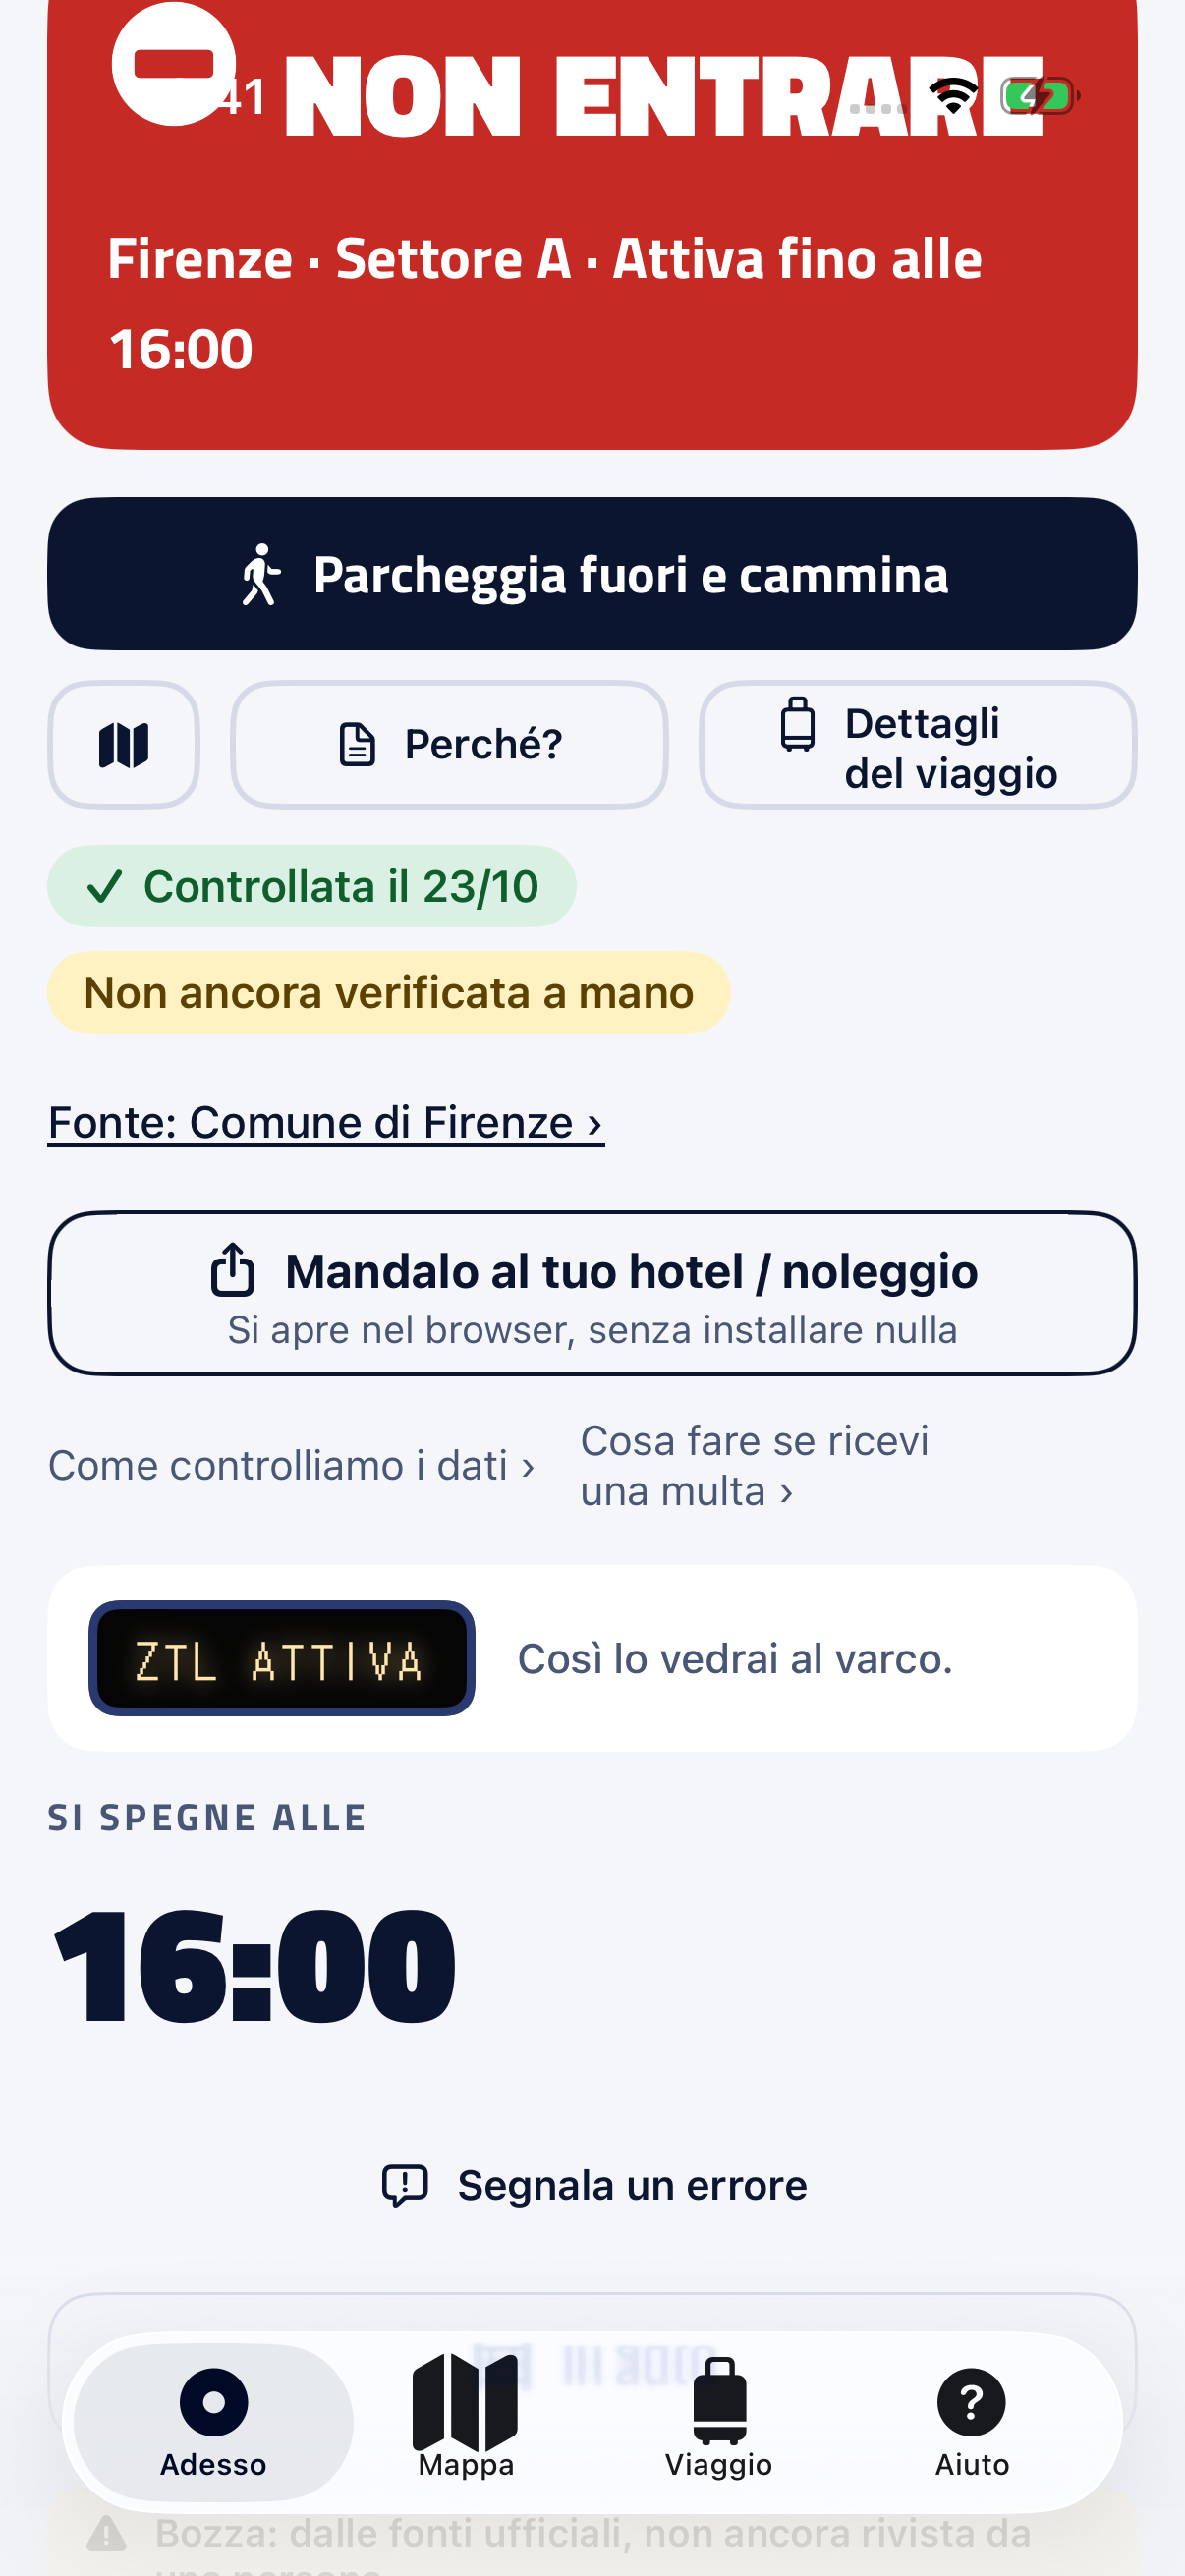 41
NON ENTRARE
Firenze · Settore A · Attiva fino alle
16:00
Parcheggia fuori e cammina
Perché?
Dettagli
del viaggio
Controllata il 23/10
Non ancora verificata a mano
Fonte: Comune di Firenze ›
Mandalo al tuo hotel / noleggio
Si apre nel browser, senza installare nulla
Come controlliamo i dati ›
Cosa fare se ricevi
una multa ›
ZTL ATTIVA
Così lo vedrai al varco.
SI SPEGNE ALLE
16:00
Segnala un errore
Adesso
Mappa
Viaggio
Aiuto
Bozza: dalle fonti ufficiali, non ancora rivista da